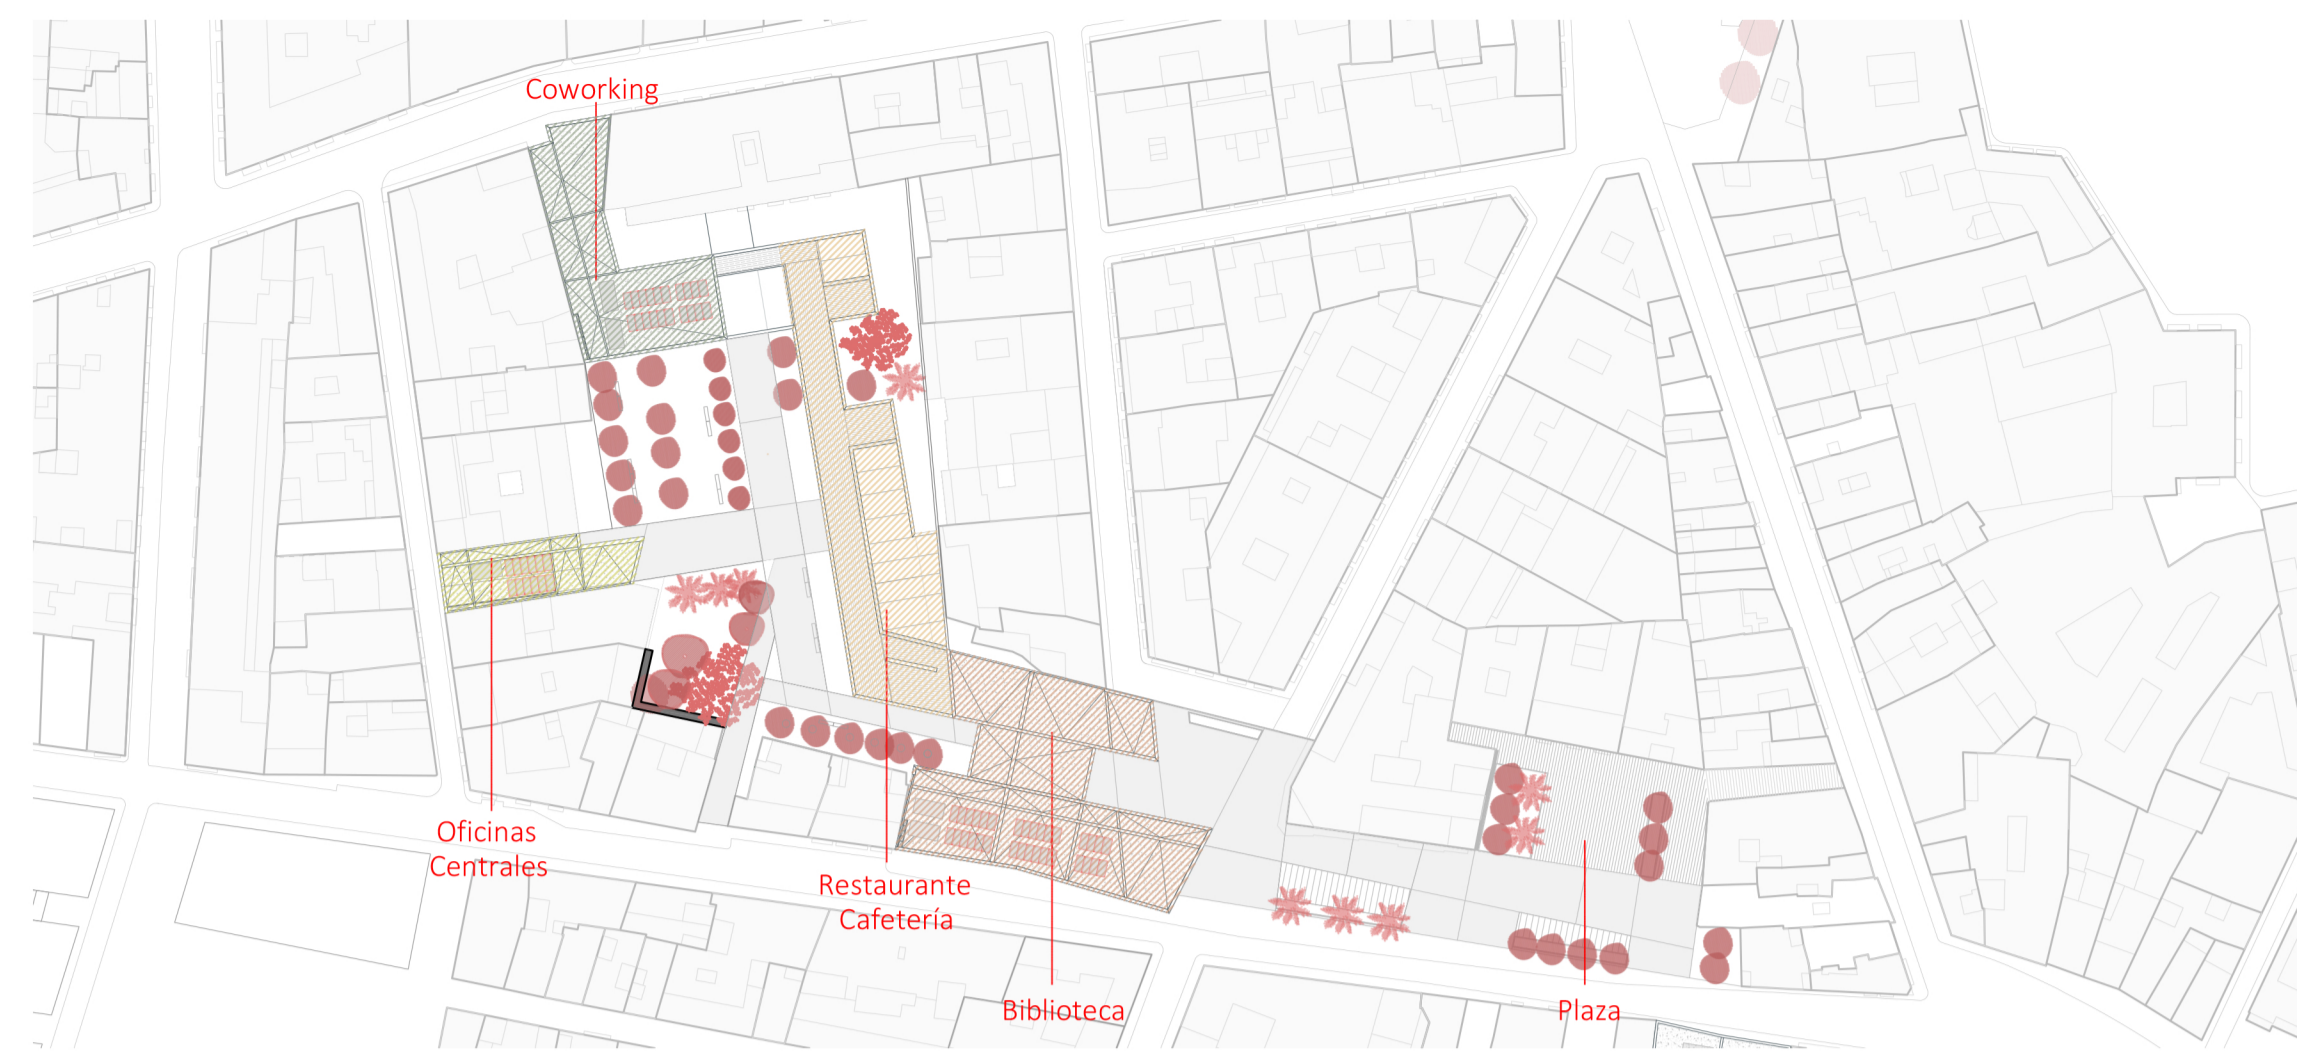 Coworking
Oficinas
Centrales
Restaurante
Cafetería
Biblioteca
Plaza